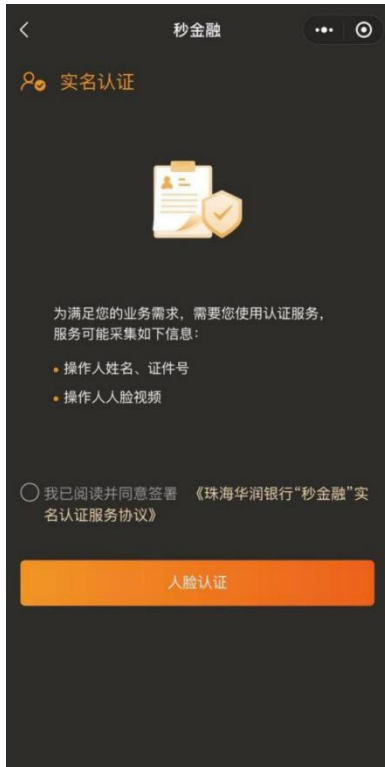 秒金融
实名认证
为满足您的业务需求，需要您使用认证服务，
服务可能采集如下信息：
• 操作人姓名、证件号
• 操作人人脸视频
我已阅读并同意签署 《珠海华润银行“秒金融”实
名认证服务协议》
人脸认证